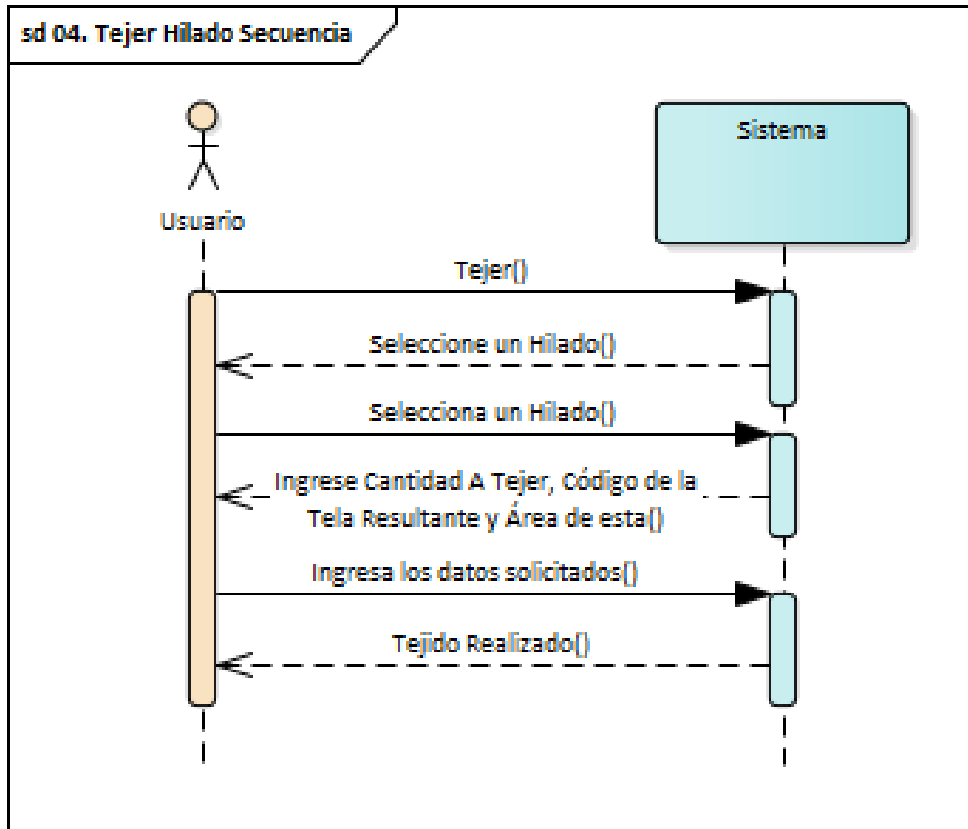 sd 04. Tejer Hilado Secuencia
Usuario
Sistema
Tejer()
Seleccione un Hilado()
Selecciona un Hilado()
Ingrese Cantidad A Tejer, Código de la
Tela Resultante y Área de esta()
Ingresa los datos solicitados()
Tejido Realizado()